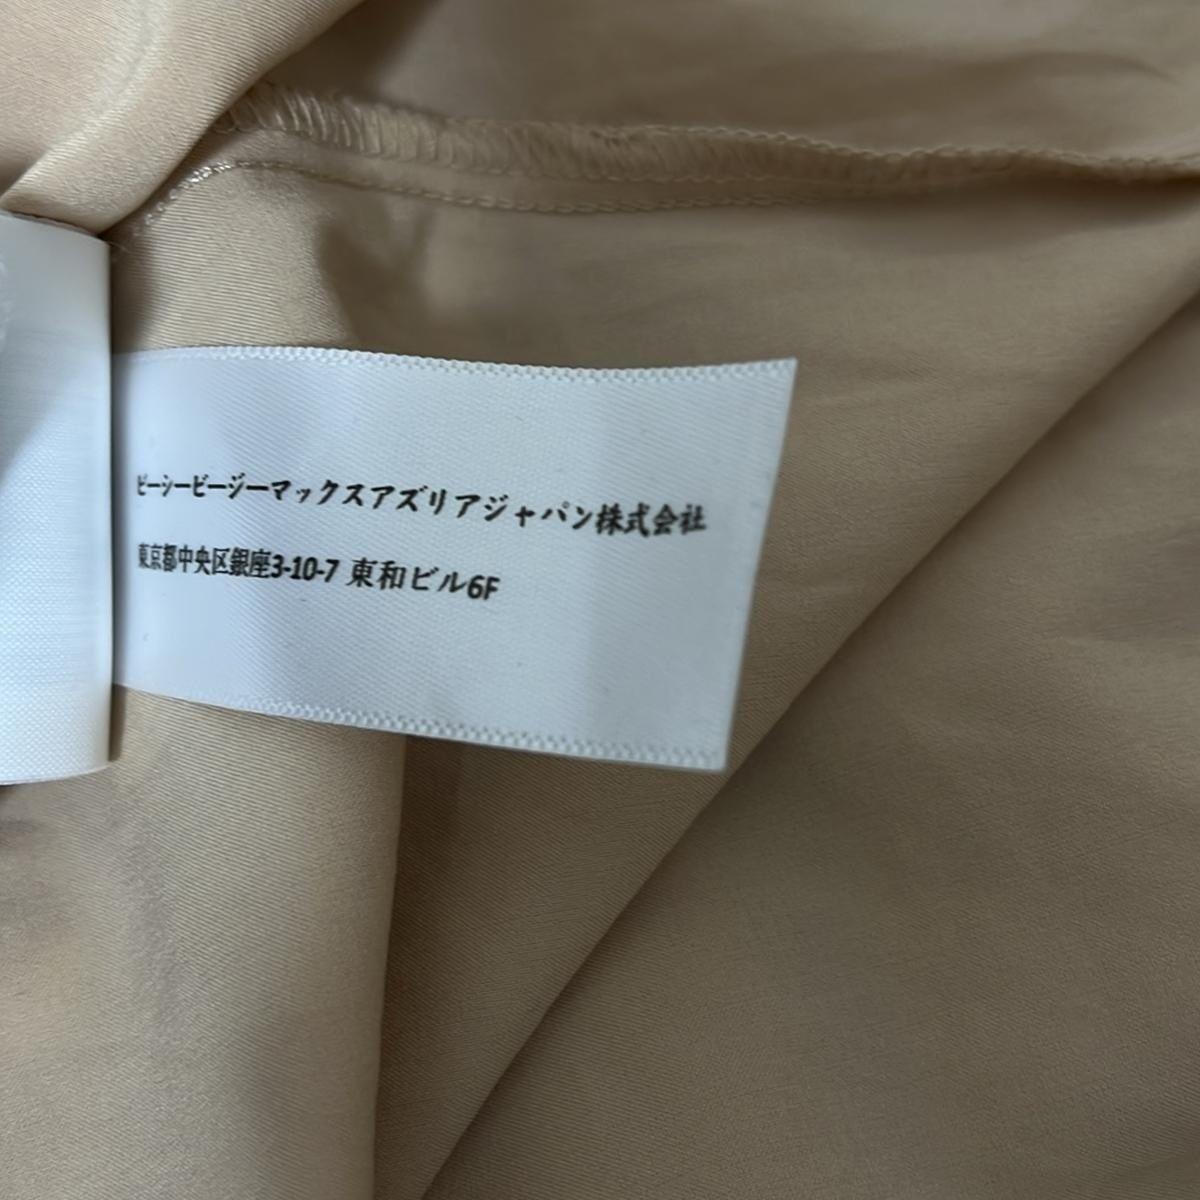 ビーシービージーマックスアズリアジャパン株式会社
東京都中央区銀座3-10-7 東和ビル6F